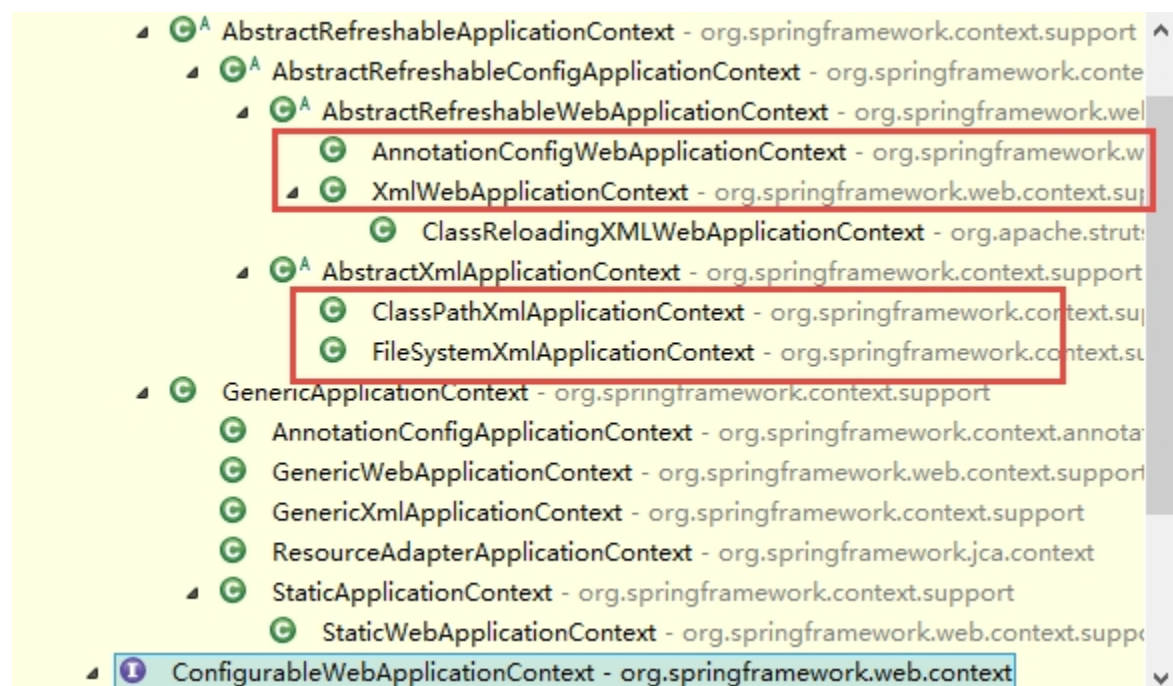 AbstractRefreshableApplicationContext - org.springframework.context.support
AbstractRefreshableConfigApplicationContext - org.springframework.conte
AbstractRefreshableWebApplicationContext - org.springframework.wel
AnnotationConfigWebApplicationContext - org.springframework.w
XmlWebApplicationContext - org.springframework.web.context.su
ClassReloadingXMLWebApplicationContext - org.apache.struts
AbstractXmlApplicationContext - org.springframework.context.support
ClassPathXmlApplicationContext - org.springframework.context.su
FileSystemXmlApplicationContext - org.springframework.context.su
GenericApplicationContext - org.springframework.context.support
AnnotationConfigApplicationContext - org.springframework.context.annota
GenericWebApplicationContext - org.springframework.web.context.support
GenericXmlApplicationContext - org.springframework.context.support
ResourceAdapterApplicationContext - org.springframework.jca.context
StaticApplicationContext - org.springframework.context.support
StaticWebApplicationContext - org.springframework.web.context.suppo
ConfigurableWebApplicationContext - org.springframework.web.context